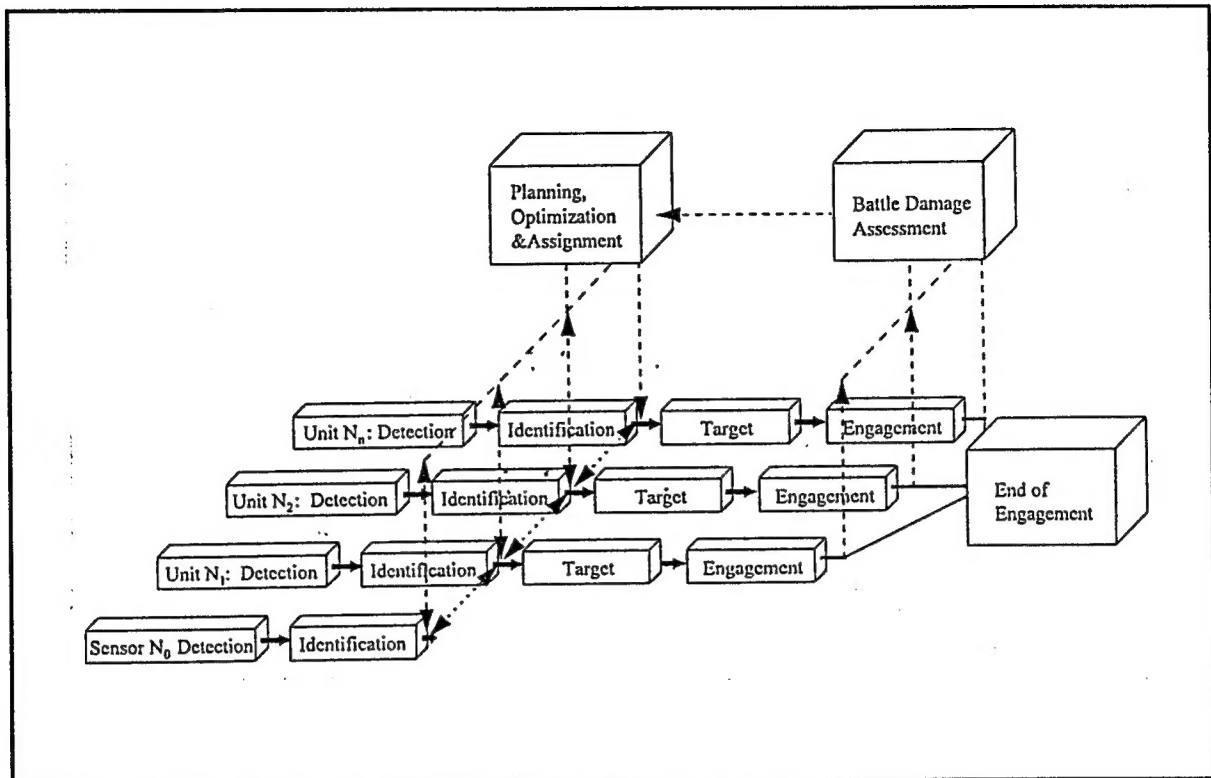 Planning,
Optimization
&Assignment
Battle Damage
Assessment
Unit Nₙ: Detection
Identification
Target
Engagement
Unit N₂: Detection
Identification
Target
Engagement
End of
Engagement
Unit N₁: Detection
Identification
Target
Engagement
Sensor N₀ Detection
Identification